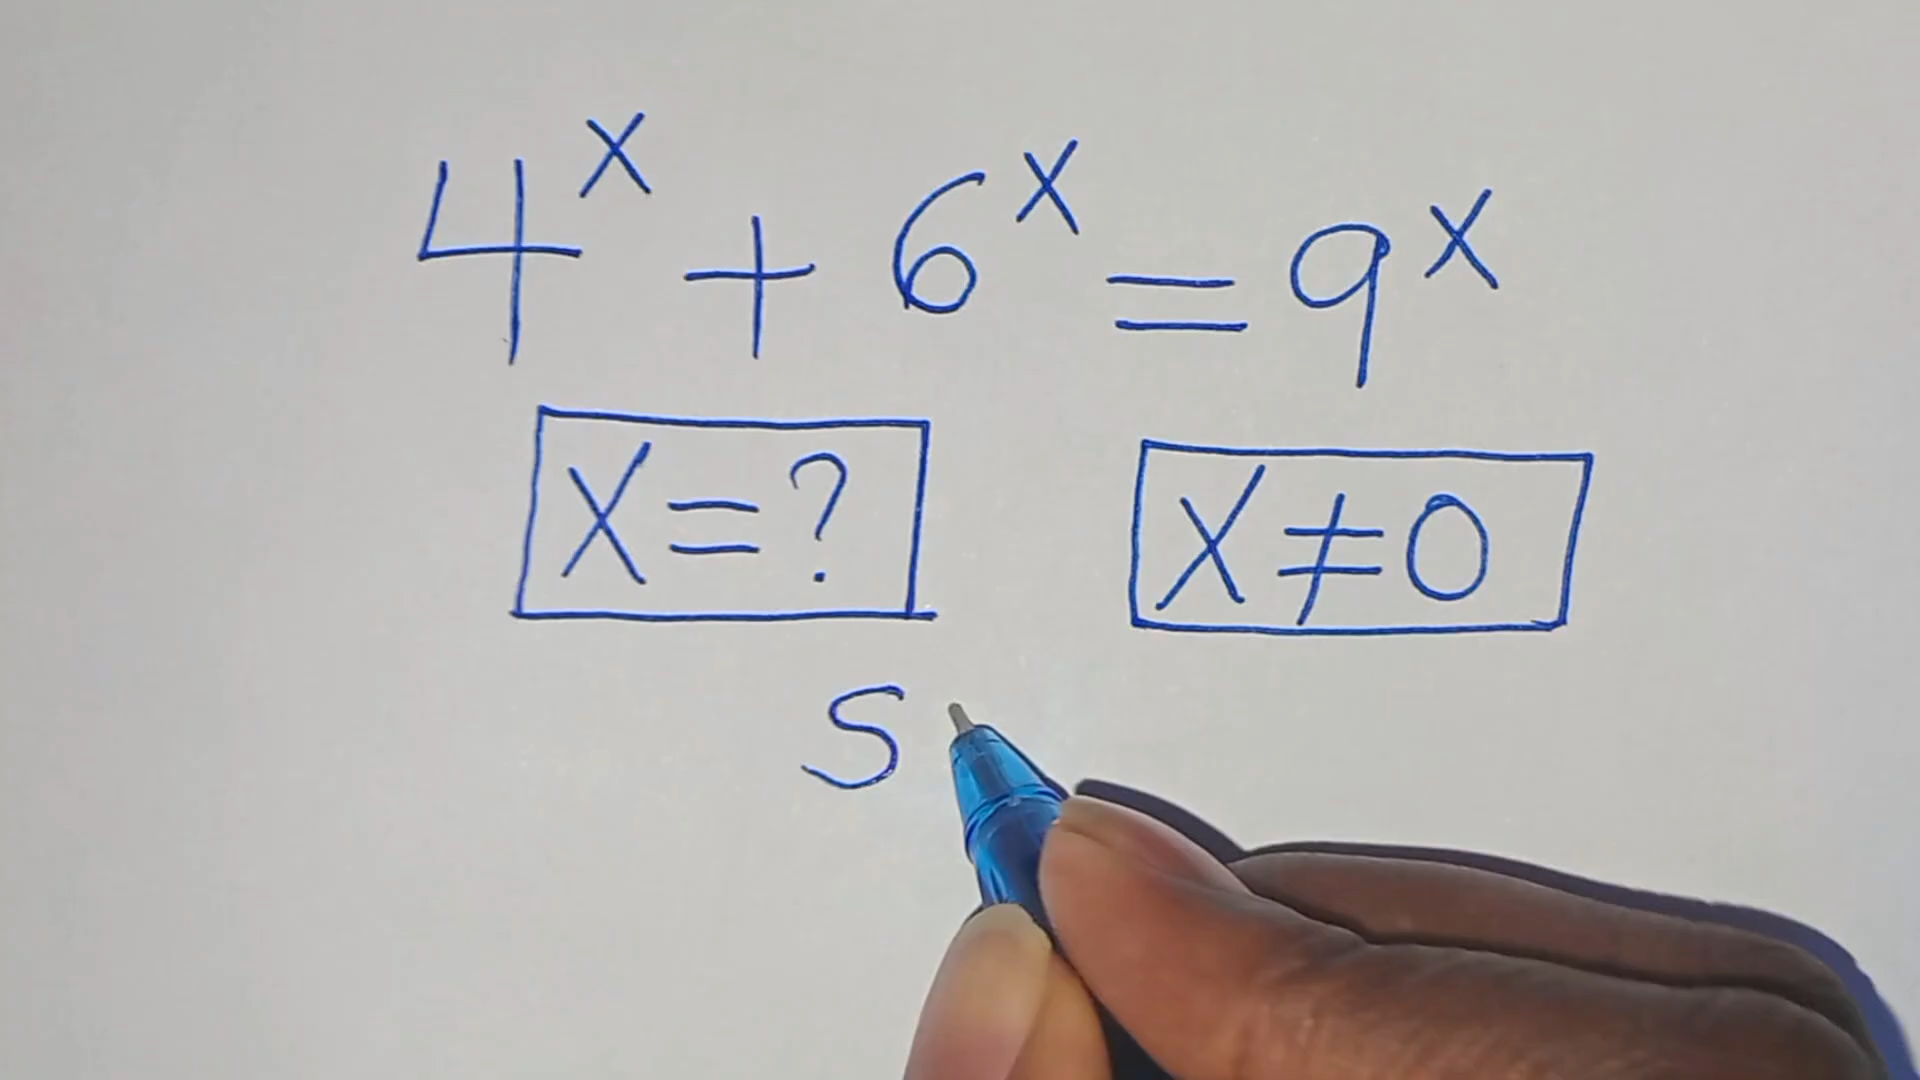 4^x + 6^x = 9^x
X = ? X ≠ 0
S